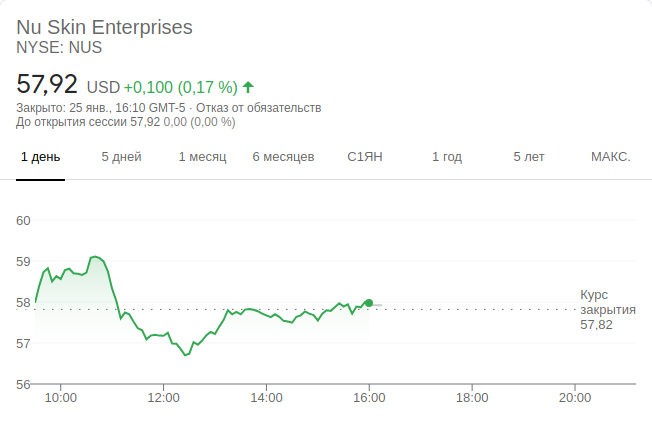 Nu Skin Enterprises
NYSE: NUS
57,92 USD +0,100 (0,17 %)
Закрыто: 25 янв., 16:10 GMT-5 · Отказ от обязательств
До открытия сессии 57,92 0,00 (0,00 %)
1 день 5 дней 1 месяц 6 месяцев С1ЯН 1 год 5 лет МАКС.
60
59
58
57
56
Курс
закрытия
57,82
10:00 12:00 14:00 16:00 18:00 20:00